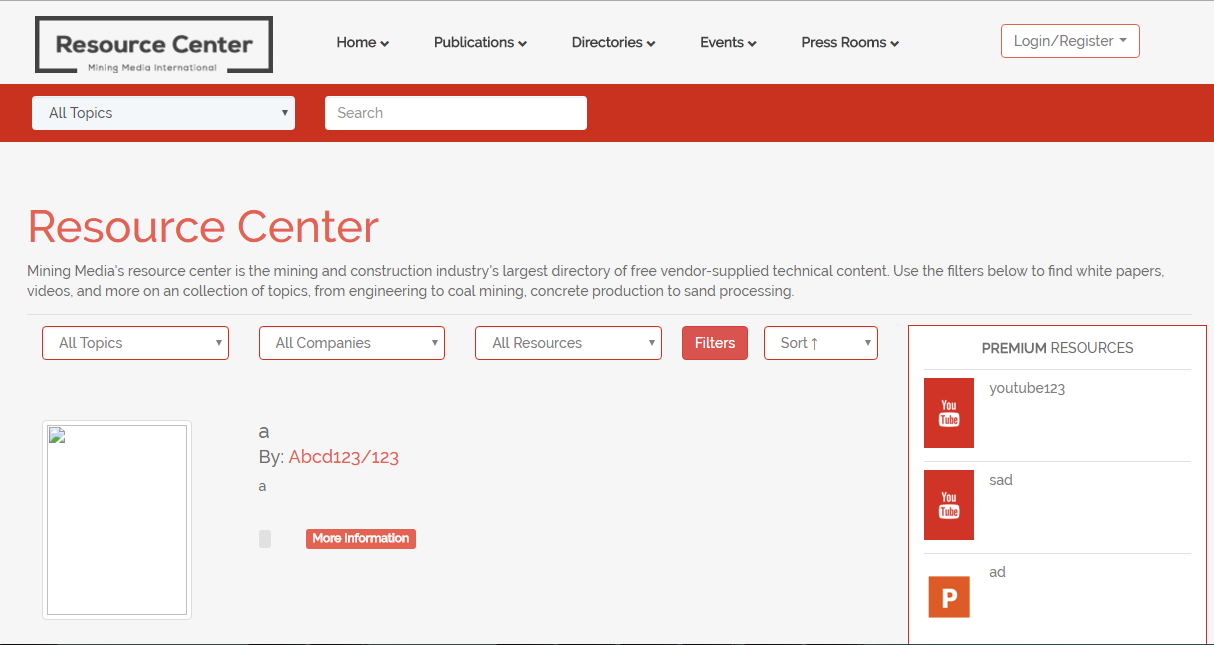 Resource Center
Mining Media International
Home
Publications
Directories
Events
Press Rooms
Login/Register
All Topics
Search
Resource Center
Mining Media's resource center is the mining and construction industry's largest directory of free vendor-supplied technical content. Use the filters below to find white papers,
videos, and more on an collection of topics, from engineering to coal mining, concrete production to sand processing.
All Topics
All Companies
All Resources
Filters
Sort ↑
a
By: Abcd123/123
a
More Information
PREMIUM RESOURCES
You
Tube
youtube123
You
Tube
sad
P
ad